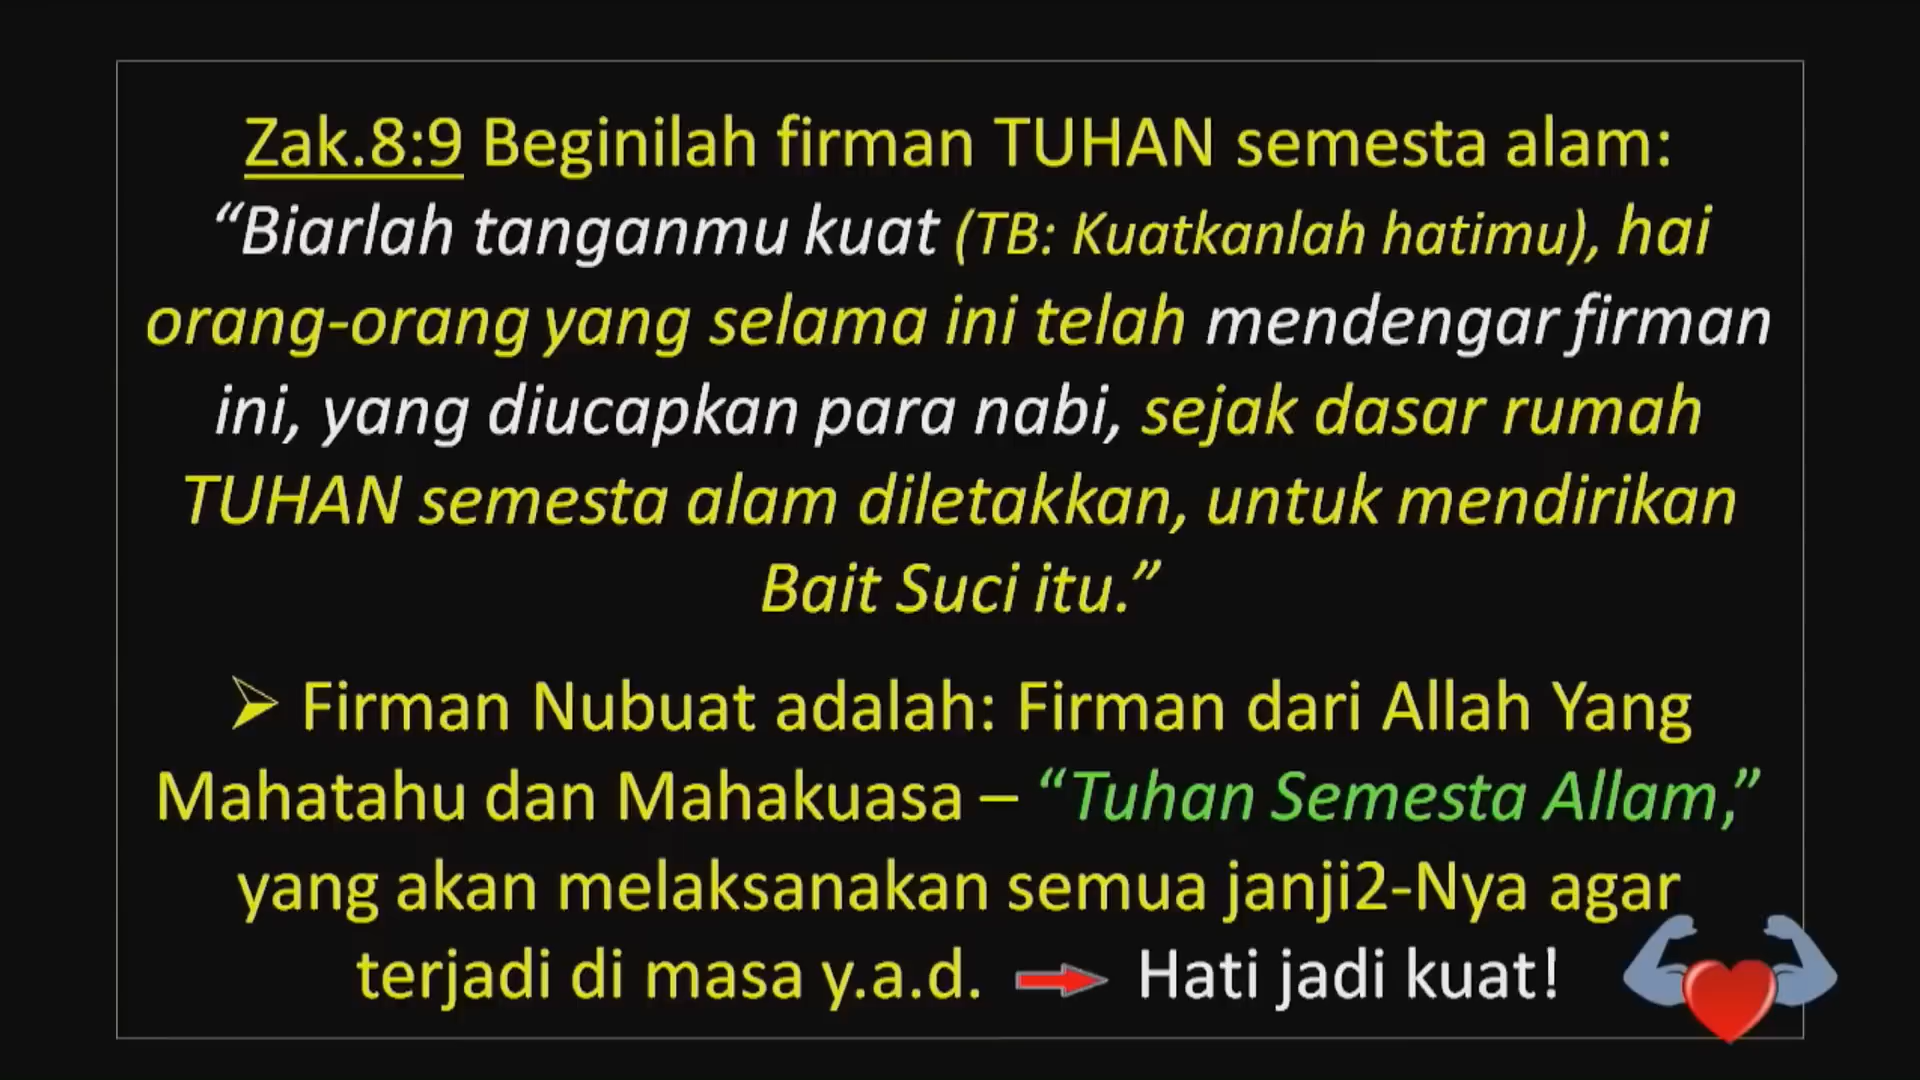 Zak.8:9 Beginilah firman TUHAN semesta alam:
“Biarlah tanganmu kuat (TB: Kuatkanlah hatimu), hai
orang-orang yang selama ini telah mendengar firman
ini, yang diucapkan para nabi, sejak dasar rumah
TUHAN semesta alam diletakkan, untuk mendirikan
Bait Suci itu.”
➢ Firman Nubuat adalah: Firman dari Allah Yang
Mahatahu dan Mahakuasa – “Tuhan Semesta Allam,”
yang akan melaksanakan semua janji2-Nya agar
terjadi di masa y.a.d. Hati jadi kuat!